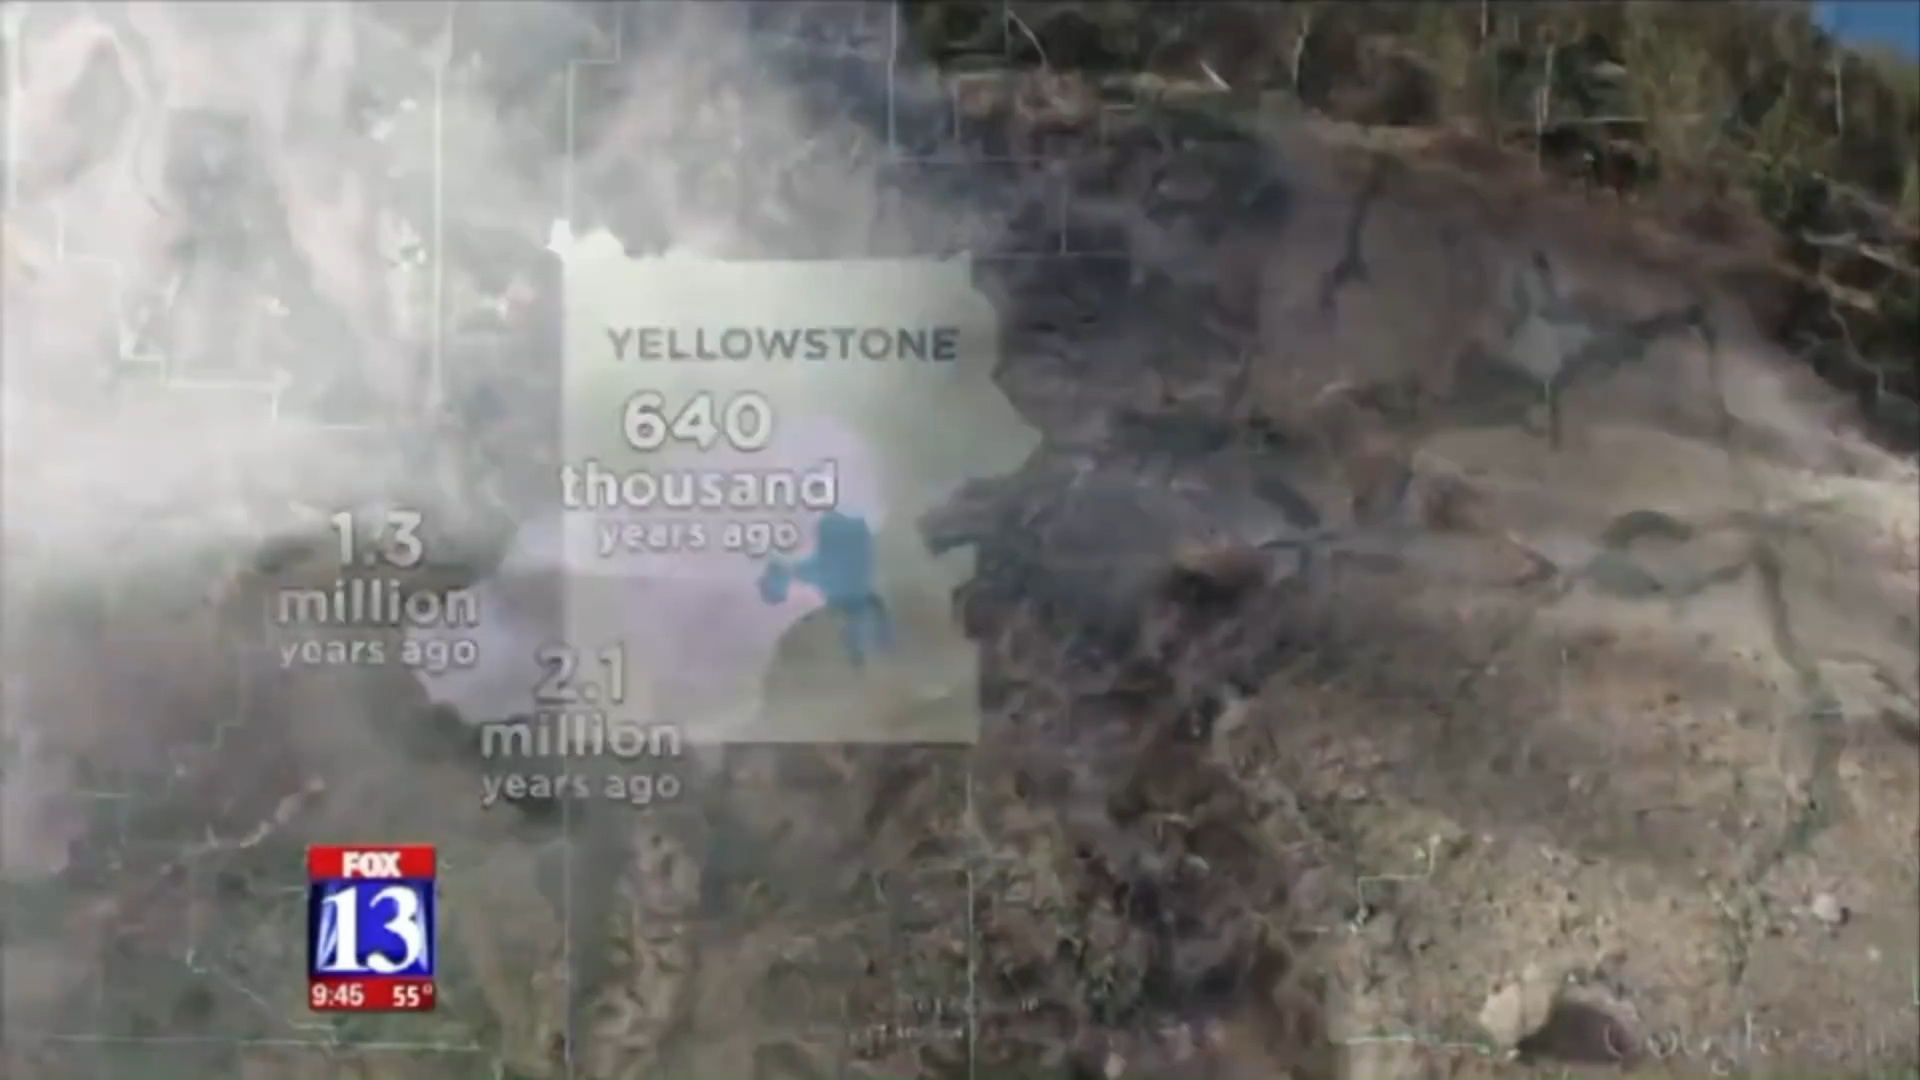 YELLOWSTONE
640
thousand
years ago
1.3
million
years ago
2.1
million
years ago
FOX
13
9:45 55°
Google